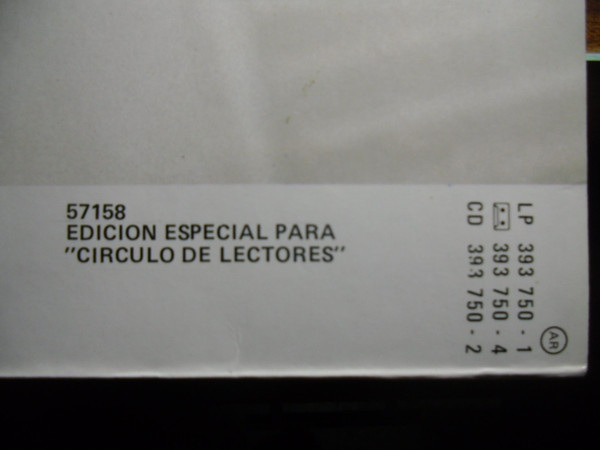 57158
EDICION ESPECIAL PARA
"CIRCULO DE LECTORES"
LP 393 750 - 1
393 750 - 4
CD 393 750 - 2
AR